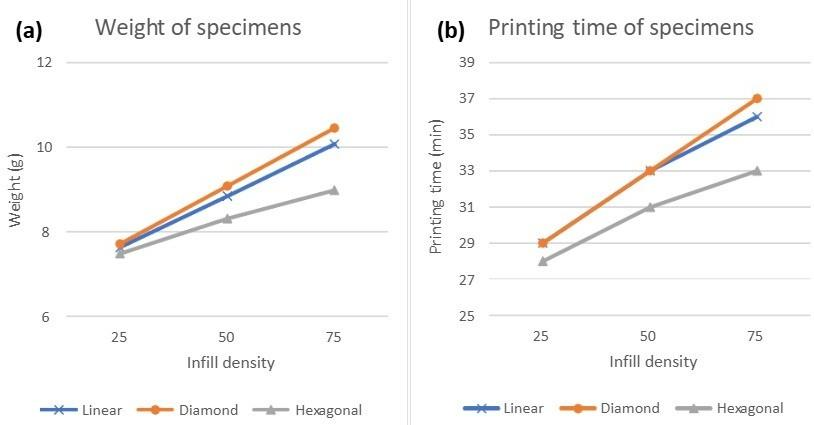 (a) Weight of specimens
12
10
8
6
Weight (g)
25 50 75
Infill density
Linear Diamond Hexagonal
(b) Printing time of specimens
39
37
35
33
31
29
27
25
Printing time (min)
25 50 75
Infill density
Linear Diamond Hexagonal